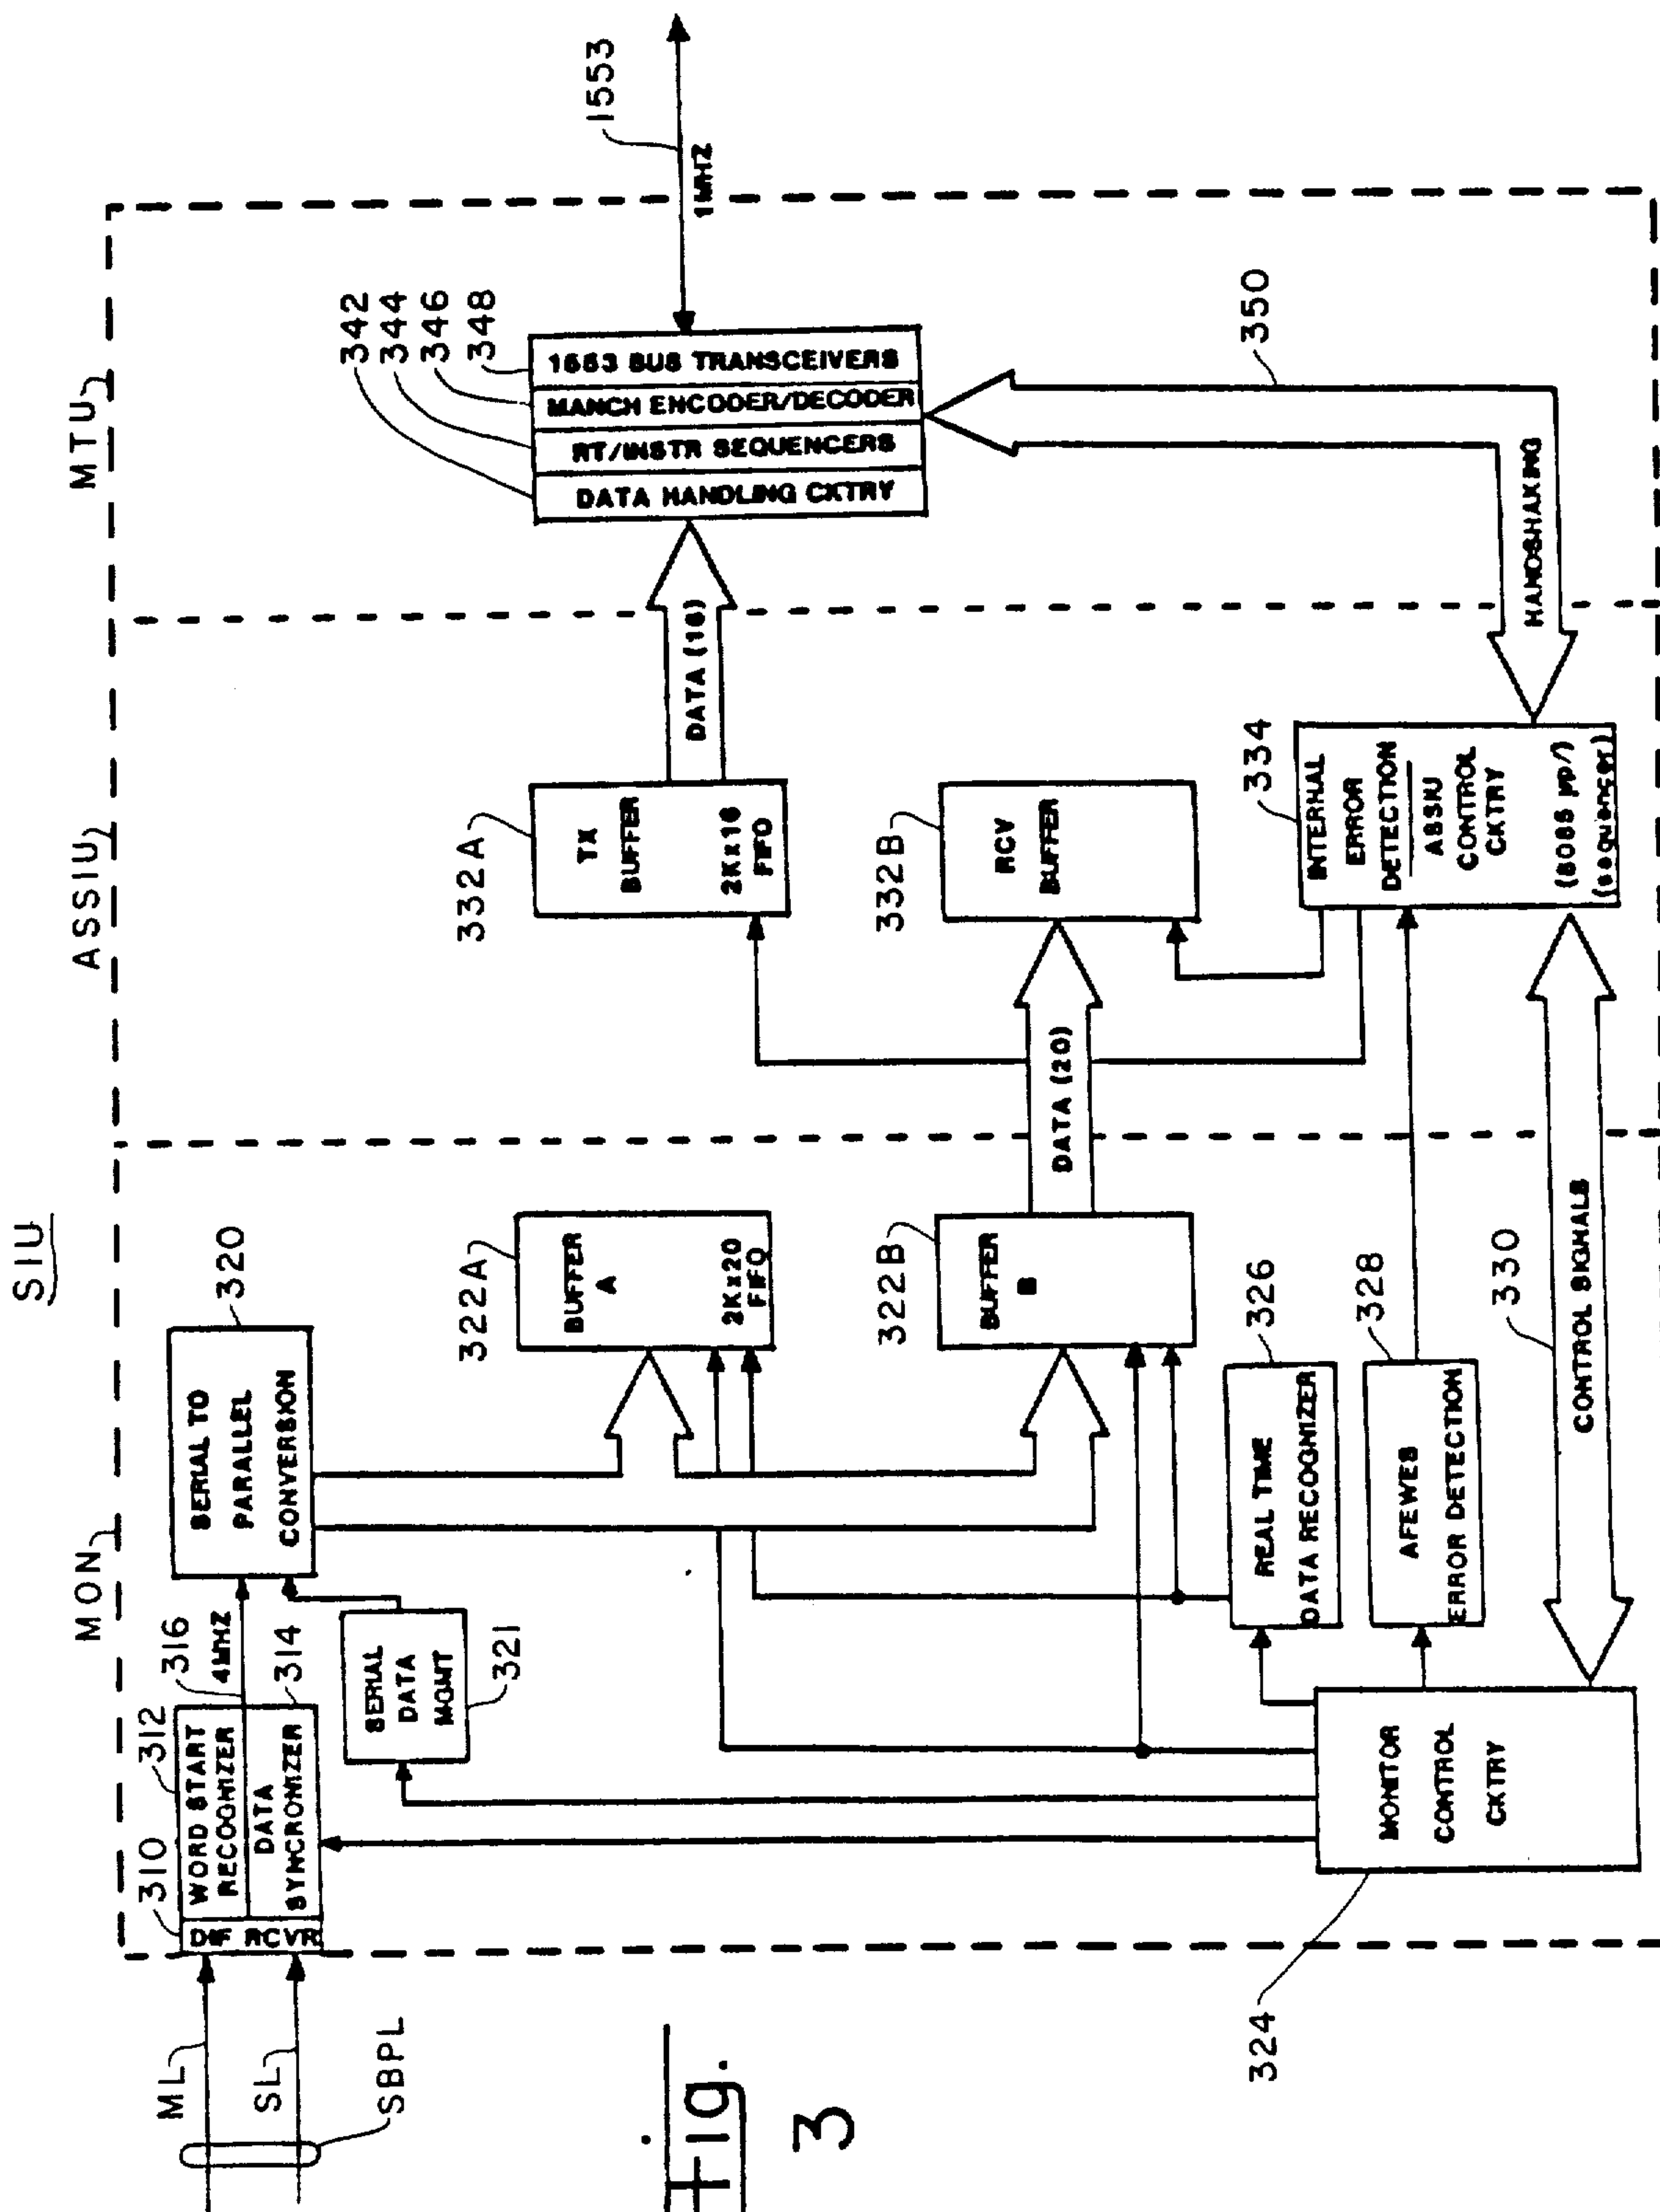 SIU
MON
ASSIU
MTU
ML
SL
SBPL
310
312
316
314
4MHZ
DIF RCVR
WORD START
RECOGNIZER
DATA
SYNCRONIZER
320
SERIAL TO
PARALLEL
CONVERSION
SERIAL
DATA
MGMT
321
322A
BUFFER
A
2Kx20
FIFO
322B
BUFFER
B
DATA (20)
326
REAL TIME
DATA RECOGNIZER
328
AFEWES
ERROR DETECTION
330
CONTROL SIGNALS
324
MONITOR
CONTROL
CKTRY
332A
TX
BUFFER
2Kx16
FIFO
DATA (16)
332B
RCV
BUFFER
334
INTERNAL
ERROR
DETECTION
ASSIU
CONTROL
CKTRY
(8085 µp/)
(sequencer)
342
344
346
348
1553 BUS TRANSCEIVERS
MANCH ENCODER/DECODER
RT/INSTR SEQUENCERS
DATA HANDLING CKTRY
1553
1MHZ
350
HANDSHAKING
Fig.
3